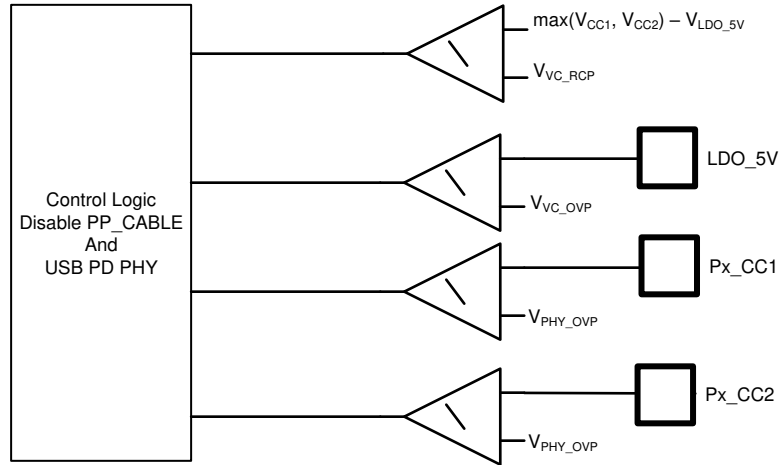 max(VCC1, VCC2) – VLDO_5V
VVC_RCP
LDO_5V
VVC_OVP
Control Logic
Disable PP_CABLE
And
USB PD PHY
Px_CC1
VPHY_OVP
Px_CC2
VPHY_OVP